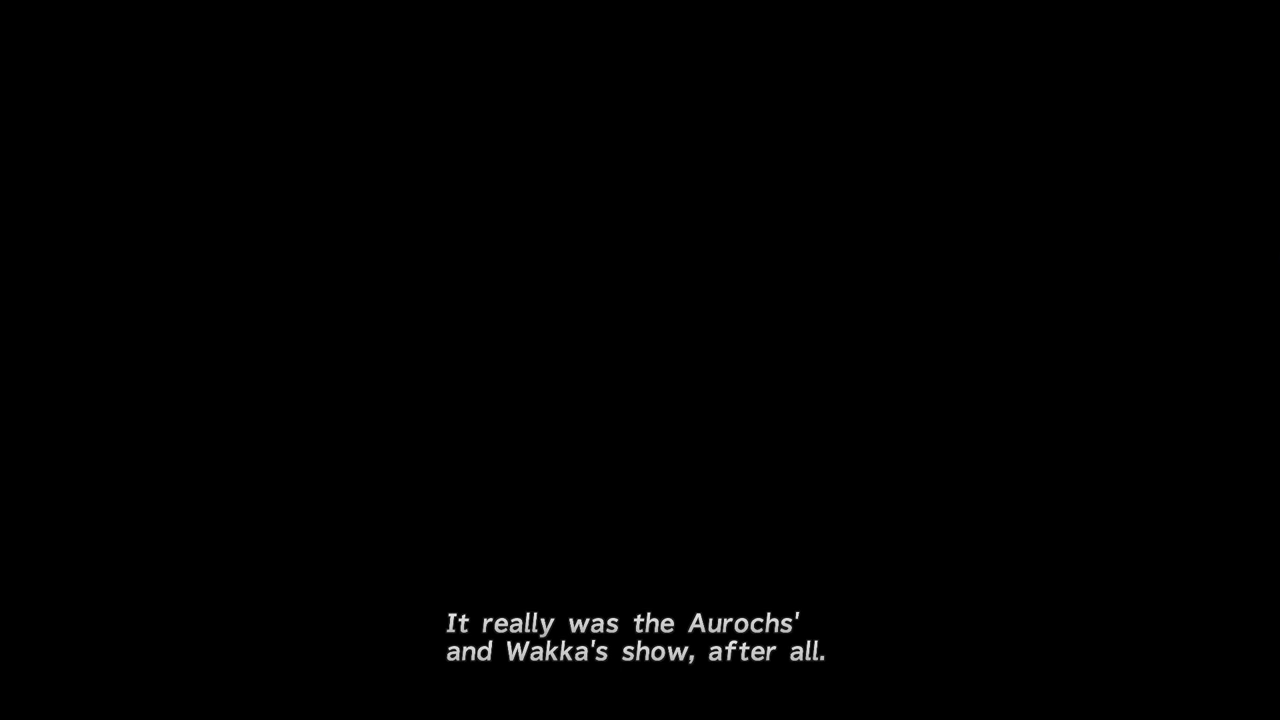 It really was the Aurochs'
and Wakka's show, after all.